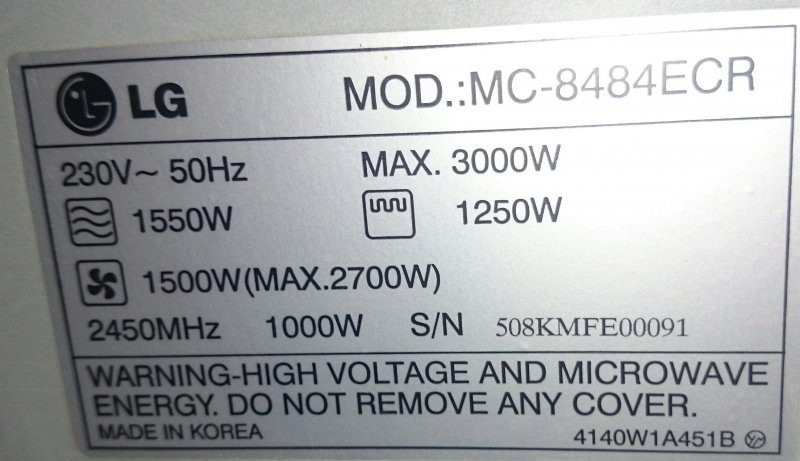 LG MOD.:MC-8484ECR
230V~ 50Hz MAX. 3000W
1550W 1250W
1500W(MAX.2700W)
2450MHz 1000W S/N 508KMFE00091
WARNING-HIGH VOLTAGE AND MICROWAVE
ENERGY. DO NOT REMOVE ANY COVER.
MADE IN KOREA 4140W1A451B